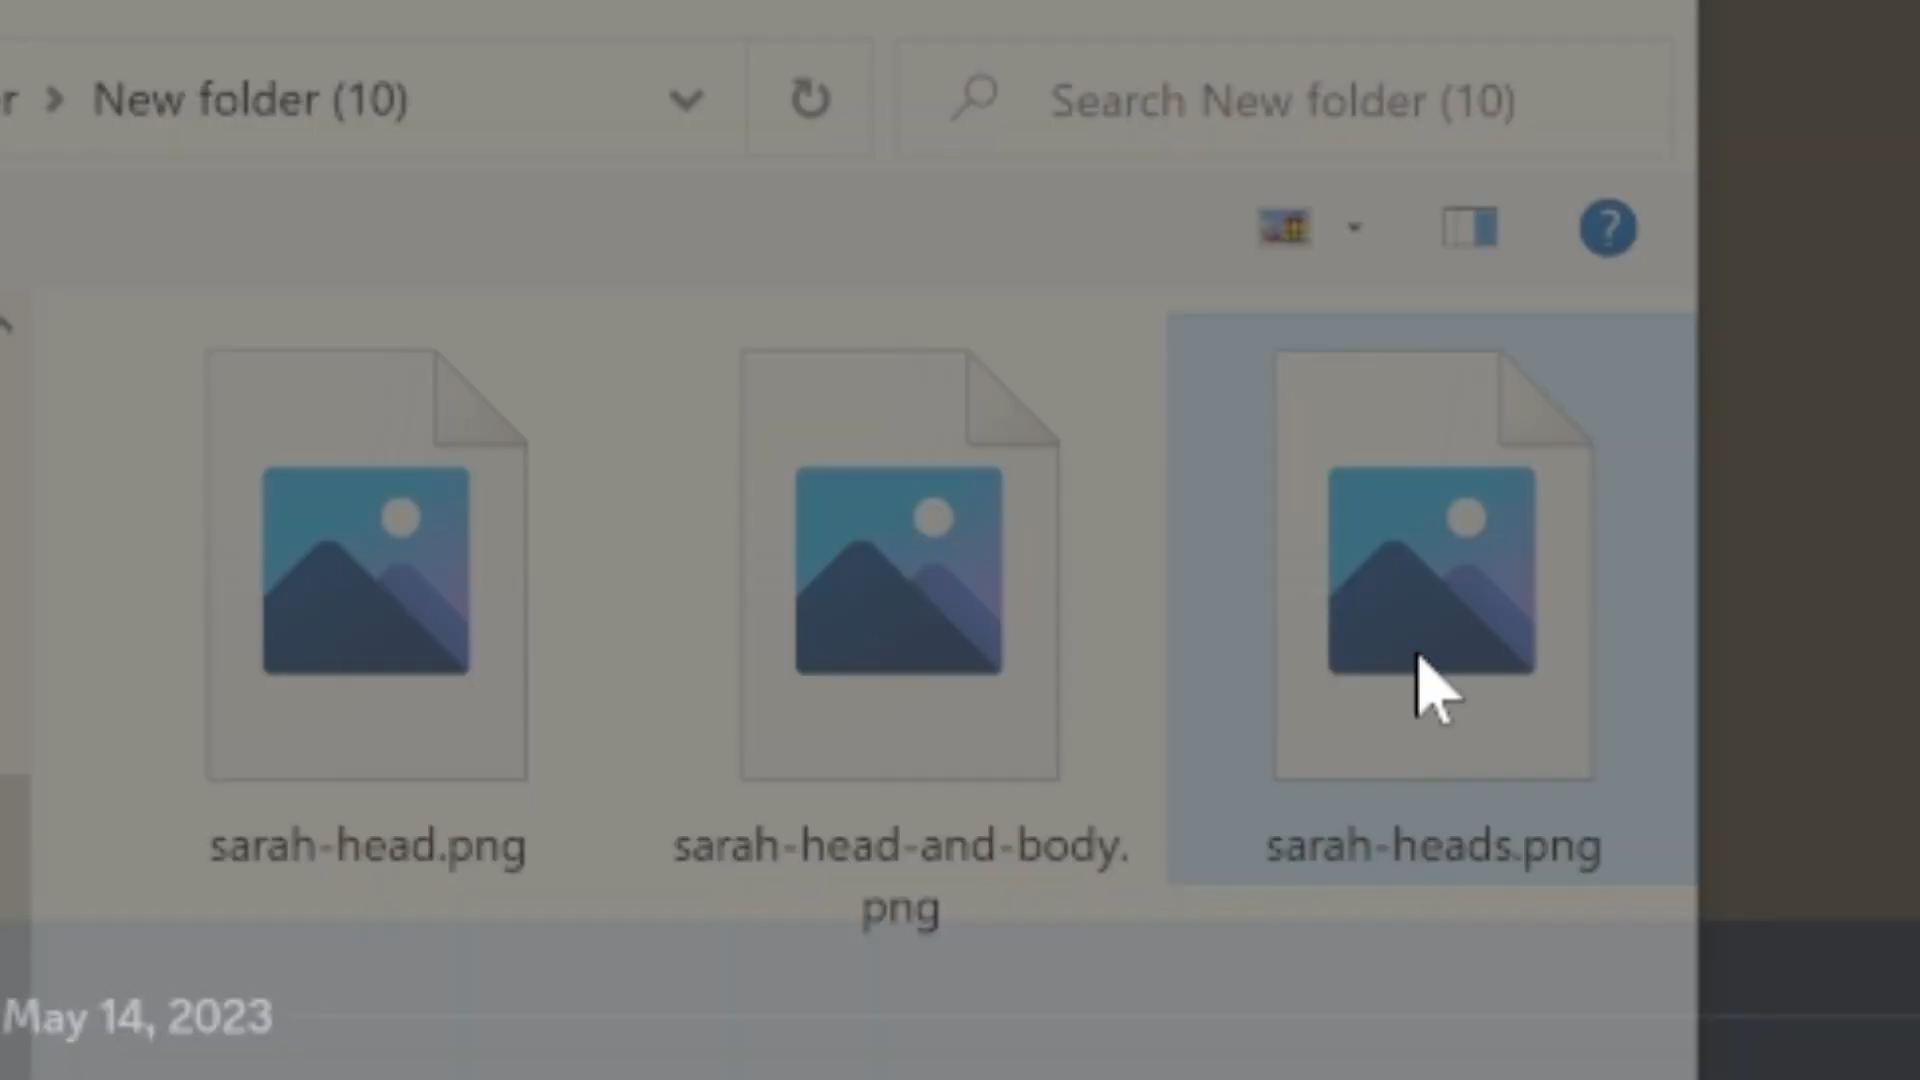 r > New folder (10)
Search New folder (10)
?
sarah-head.png
sarah-head-and-body.
png
sarah-heads.png
May 14, 2023